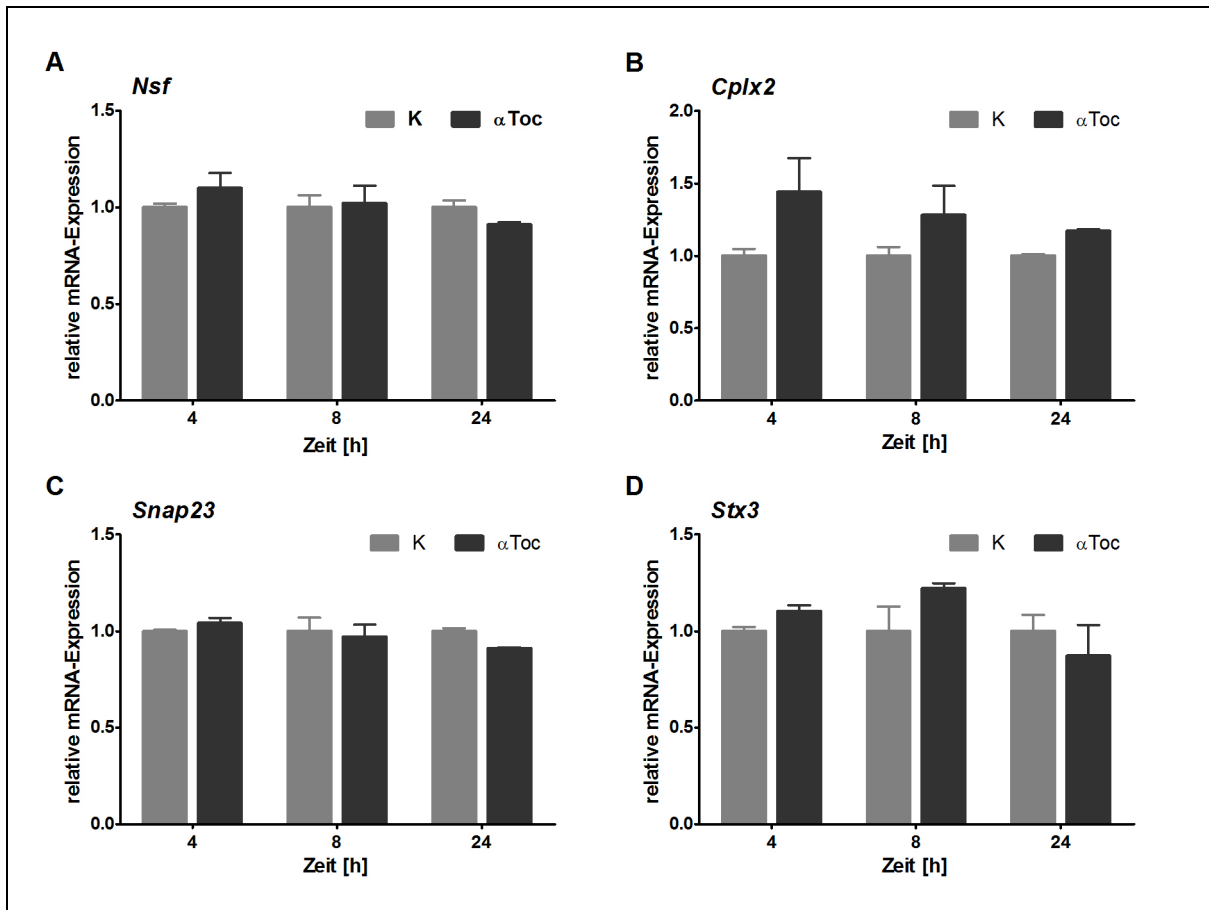 A
Nsf
K αToc
relative mRNA-Expression
1.5
1.0
0.5
0.0
4 8 24
Zeit [h]
B
Cplx2
K αToc
relative mRNA-Expression
2.0
1.5
1.0
0.5
0.0
4 8 24
Zeit [h]
C
Snap23
K αToc
relative mRNA-Expression
1.5
1.0
0.5
0.0
4 8 24
Zeit [h]
D
Stx3
K αToc
relative mRNA-Expression
1.5
1.0
0.5
0.0
4 8 24
Zeit [h]